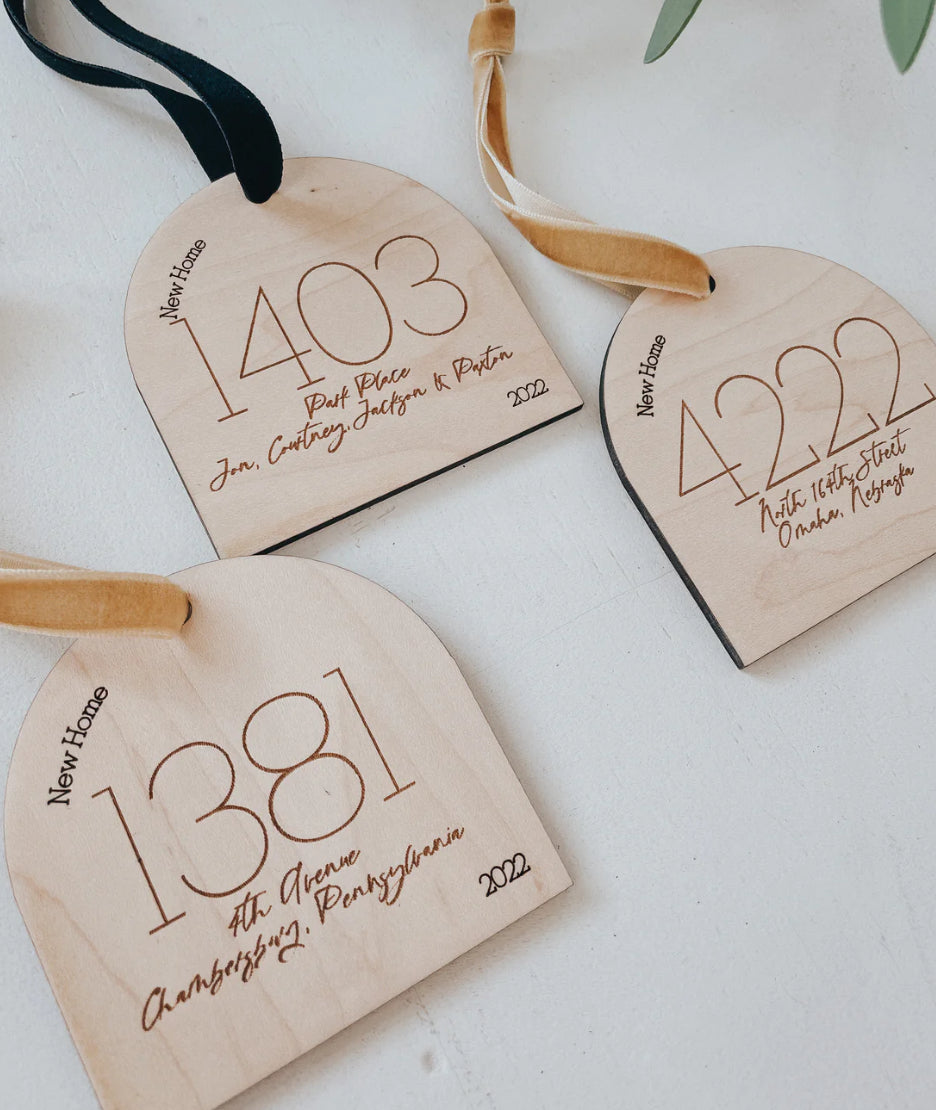 New Home
1403
Park Place
Jon, Courtney, Jackson & Paxton
2022
New Home
4222
North 164th Street
Omaha, Nebraska
New Home
1381
4th Avenue
Chambersburg, Pennsylvania
2022